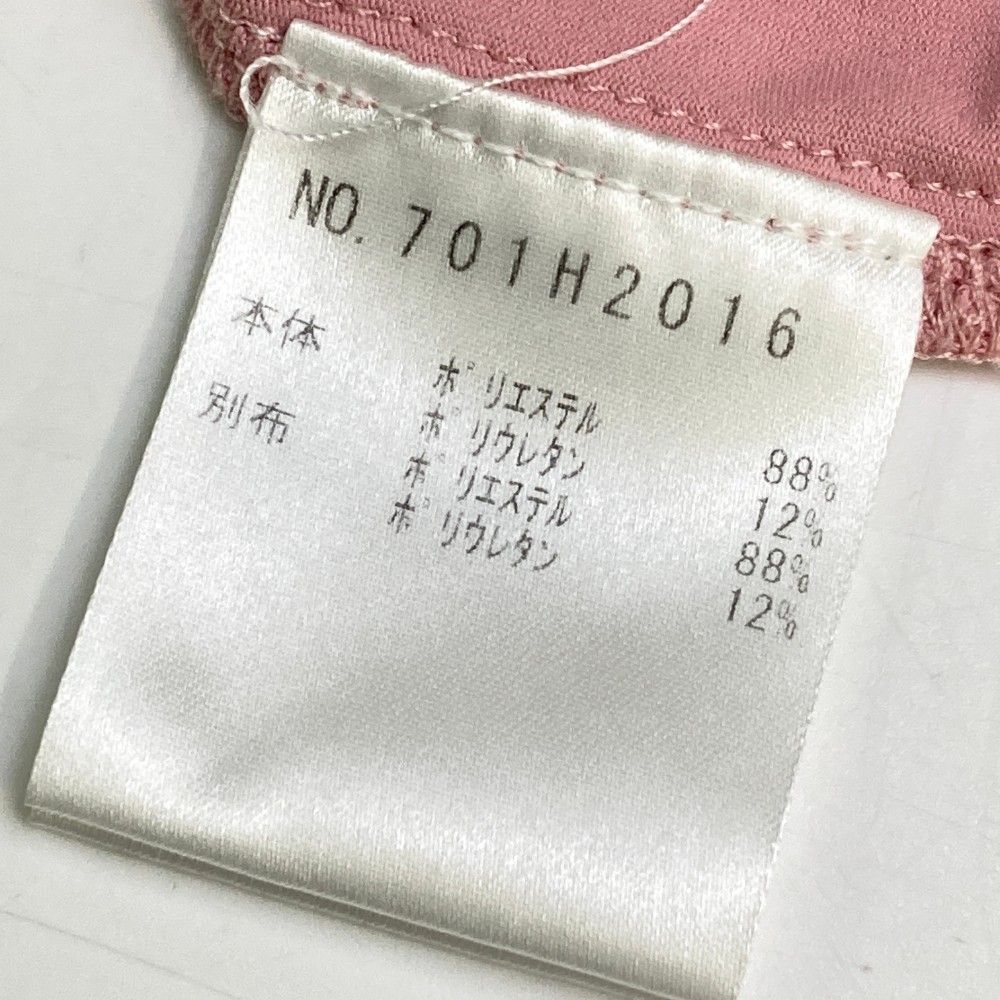 NO. 701H2016
本体 ﾎﾟﾘｴｽﾃﾙ 88%
ﾎﾟﾘｳﾚﾀﾝ 12%
別布 ﾎﾟﾘｴｽﾃﾙ 88%
ﾎﾟﾘｳﾚﾀﾝ 12%